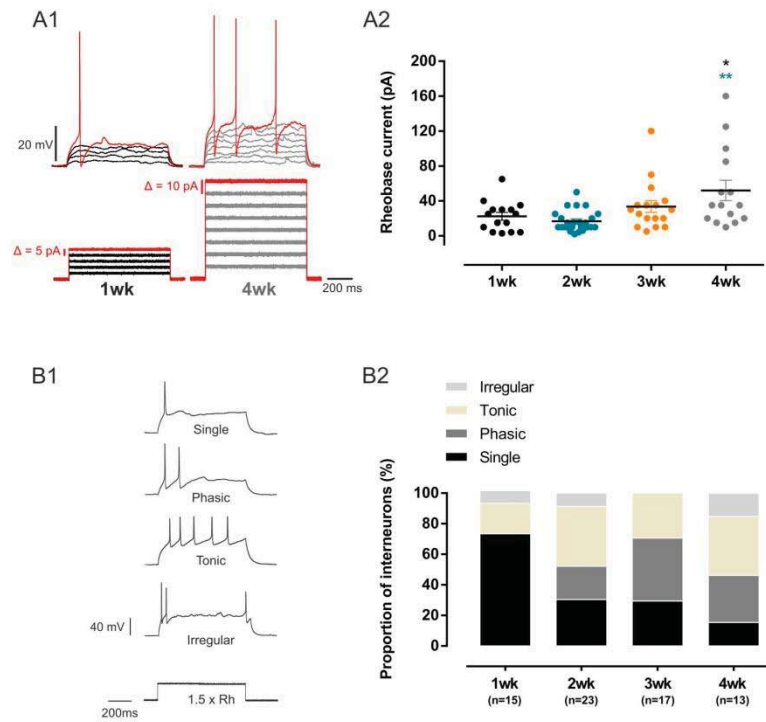 A1
20 mV
Δ = 10 pA
Δ = 5 pA
1wk
4wk
200 ms
A2
Rheobase current (pA)
200
160
120
80
40
0
*
**
1wk
2wk
3wk
4wk
B1
Single
Phasic
Tonic
Irregular
40 mV
1.5 x Rh
200ms
B2
Irregular
Tonic
Phasic
Single
Proportion of interneurons (%)
100
80
60
40
20
0
1wk
2wk
3wk
4wk
(n=15)
(n=23)
(n=17)
(n=13)